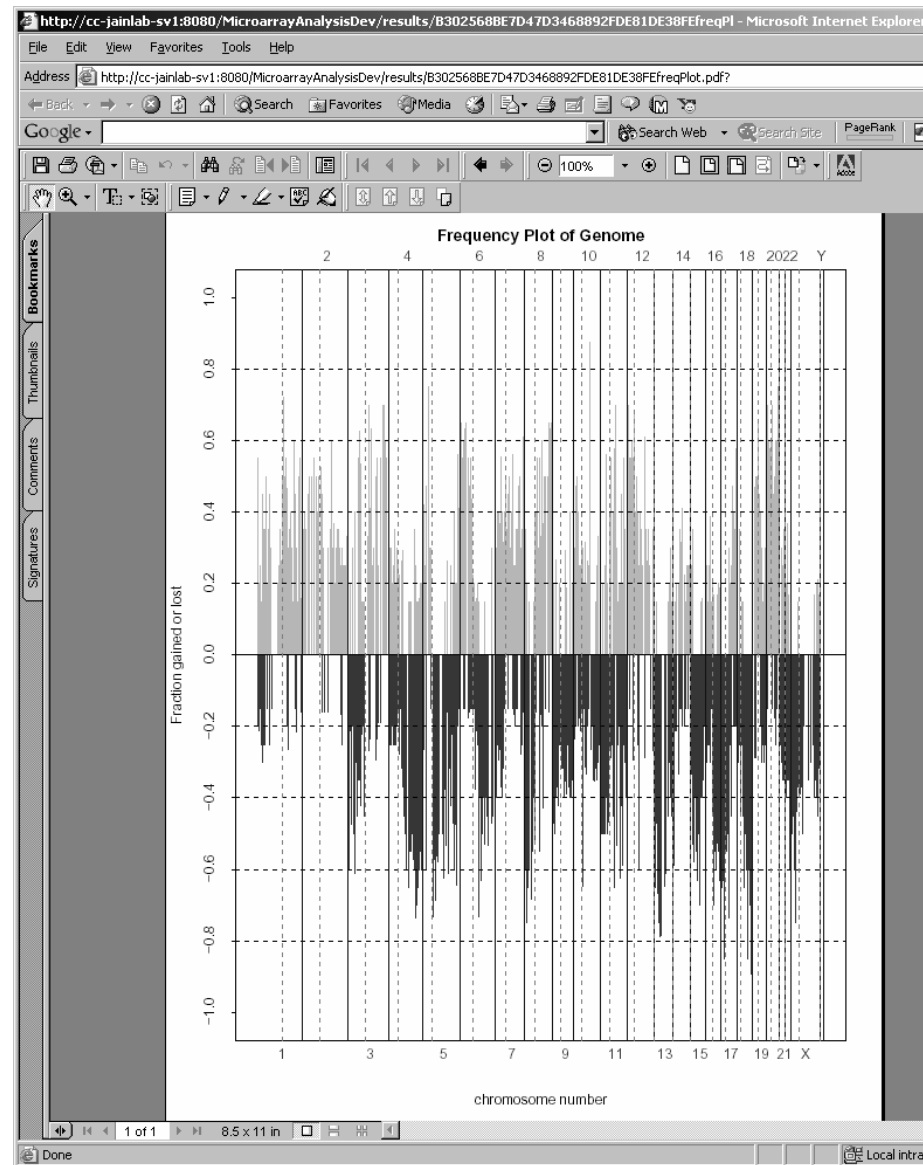 http://cc-jainlab-sv1:8080/MicroarrayAnalysisDev/results/B302568BE7D47D3468892FDE81DE38FEfreqPl - Microsoft Internet Explorer
File Edit View Favorites Tools Help
Address http://cc-jainlab-sv1:8080/MicroarrayAnalysisDev/results/B302568BE7D47D3468892FDE81DE38FEfreqPlot.pdf?
Back Search Favorites Media
Google Search Web Search Site PageRank
100% Adobe
Bookmarks
Thumbnails
Comments
Signatures
Frequency Plot of Genome
2 4 6 8 10 12 14 16 18 2022 Y
1.0
0.8
0.6
0.4
0.2
0.0
−0.2
−0.4
−0.6
−0.8
−1.0
Fraction gained or lost
1 3 5 7 9 11 13 15 17 19 21 X
chromosome number
1 of 1 8.5 x 11 in
Done Local intra